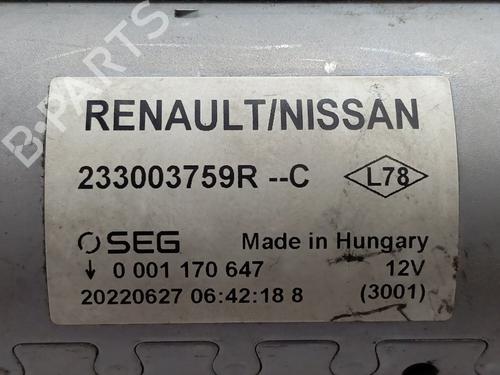 B-PARTS
RENAULT/NISSAN
233003759R --C L78
SEG Made in Hungary
0 001 170 647 12V
20220627 06:42:18 8 (3001)